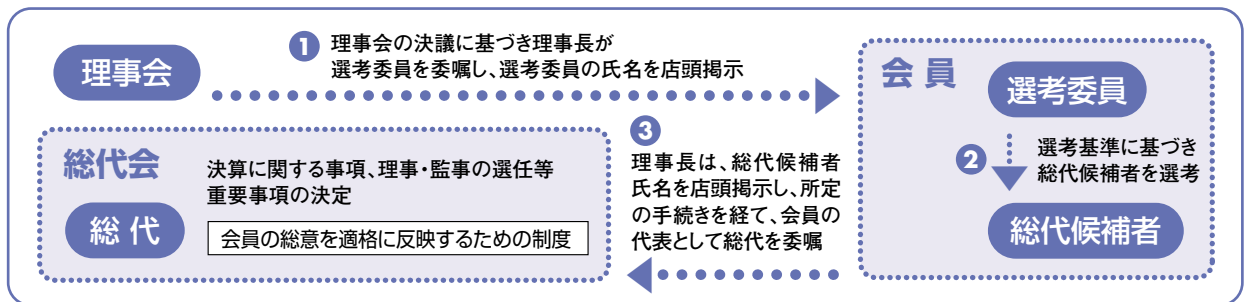 理事会
1 理事会の決議に基づき理事長が
選考委員を委嘱し、選考委員の氏名を店頭掲示
会員
選考委員
2 選考基準に基づき
総代候補者を選考
総代候補者
3
理事長は、総代候補者
氏名を店頭掲示し、所定
の手続きを経て、会員の
代表として総代を委嘱
総代会
決算に関する事項、理事・監事の選任等
重要事項の決定
総代
会員の総意を適格に反映するための制度